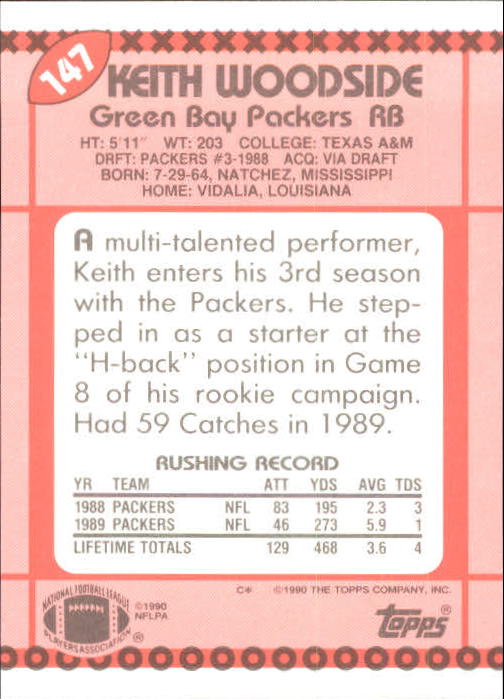 147
KEITH WOODSIDE
Green Bay Packers RB
HT: 5'11" WT: 203 COLLEGE: TEXAS A&M
DRFT: PACKERS #3-1988 ACQ: VIA DRAFT
BORN: 7-29-64, NATCHEZ, MISSISSIPPI
HOME: VIDALIA, LOUISIANA
A multi-talented performer,
Keith enters his 3rd season
with the Packers. He step-
ped in as a starter at the
"H-back" position in Game
8 of his rookie campaign.
Had 59 Catches in 1989.
RUSHING RECORD
YR TEAM ATT YDS AVG TDS
1988 PACKERS NFL 83 195 2.3 3
1989 PACKERS NFL 46 273 5.9 1
LIFETIME TOTALS 129 468 3.6 4
C* ©1990 THE TOPPS COMPANY, INC.
NATIONAL FOOTBALL LEAGUE
PLAYERS ASSOCIATION
®
©1990
NFLPA
Topps®